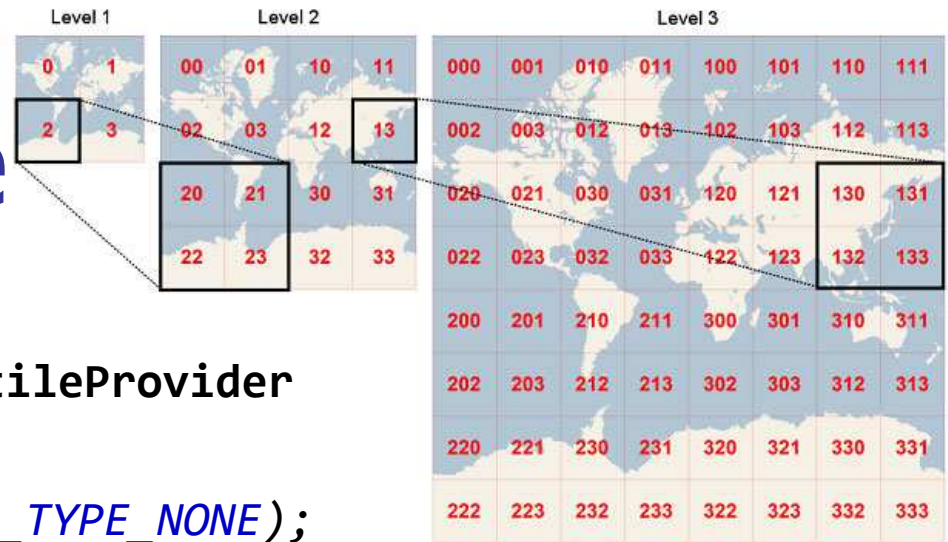 Level 1 Level 2 Level 3
0 1 00 01 10 11 000 001 010 011 100 101 110 111
2 3 02 03 12 13 002 003 012 013 102 103 112 113
e
20 21 30 31 020 021 030 031 120 121 130 131
22 23 32 33 022 023 032 033 122 123 132 133
200 201 210 211 300 301 310 311
tileProvider
202 203 212 213 302 303 312 313
220 221 230 231 320 321 330 331
_TYPE_NONE);
222 223 232 233 322 323 332 333